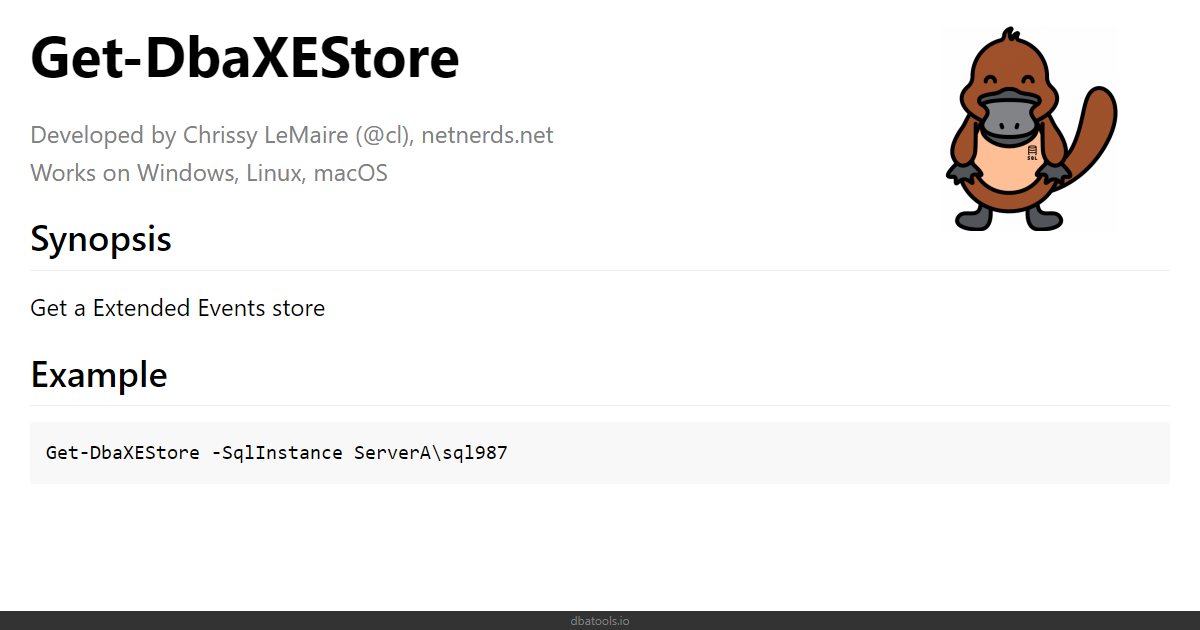 Get-DbaXEStore
Developed by Chrissy LeMaire (@cl), netnerds.net
Works on Windows, Linux, macOS
SQL
Synopsis
Get a Extended Events store
Example
Get-DbaXEStore -SqlInstance ServerA\sql987
dbatools.io